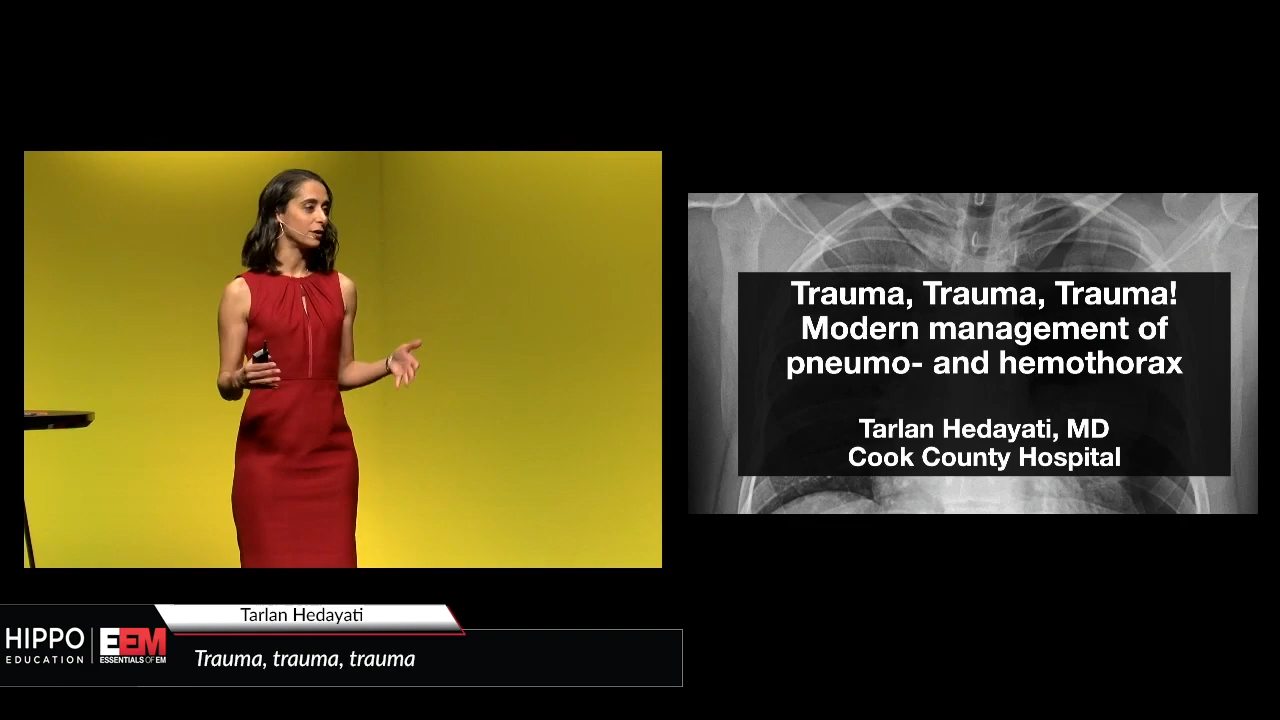 Trauma, Trauma, Trauma!
Modern management of
pneumo- and hemothorax
Tarlan Hedayati, MD
Cook County Hospital
Tarlan Hedayati
HIPPO
EDUCATION
EEM
ESSENTIALS OF EM
Trauma, trauma, trauma